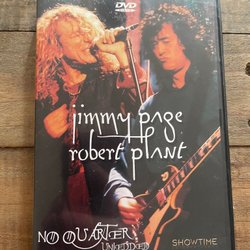 DVD
jimmy page
robert plant
NO QUARTER
UNLEDDED
SHOWTIME